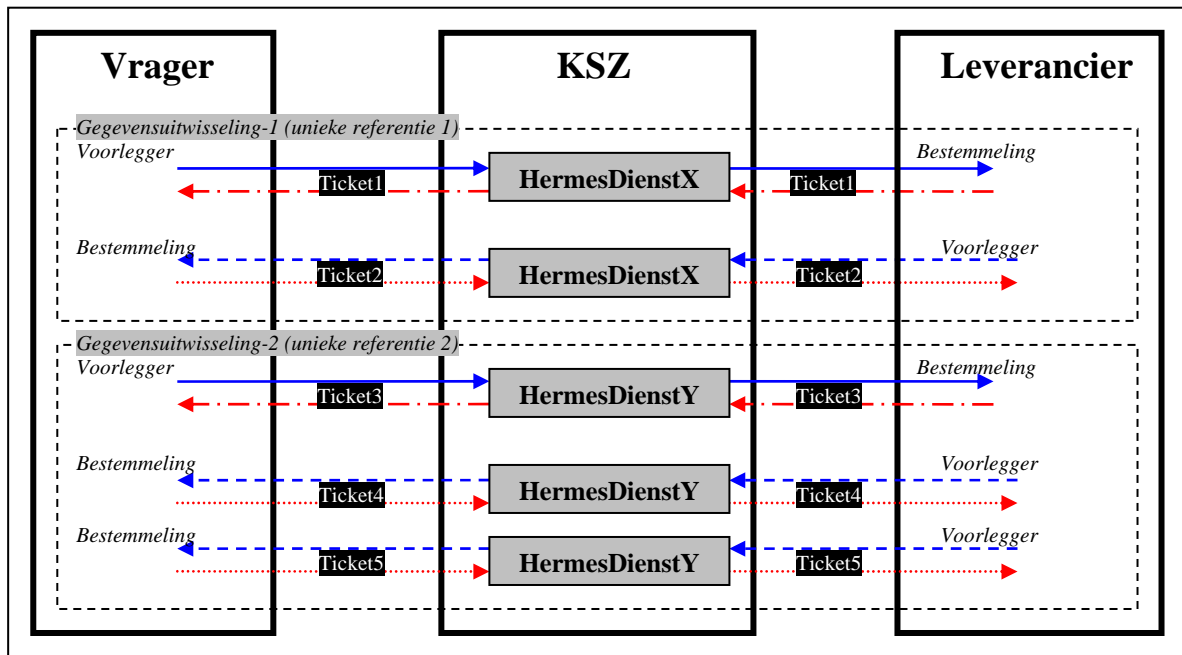 Vrager KSZ Leverancier
Gegevensuitwisseling-1 (unieke referentie 1)
Voorlegger Bestemmeling
Ticket1 HermesDienstX Ticket1
Bestemmeling Voorlegger
Ticket2 HermesDienstX Ticket2
Gegevensuitwisseling-2 (unieke referentie 2)
Voorlegger Bestemmeling
Ticket3 HermesDienstY Ticket3
Bestemmeling Voorlegger
Ticket4 HermesDienstY Ticket4
Bestemmeling Voorlegger
Ticket5 HermesDienstY Ticket5